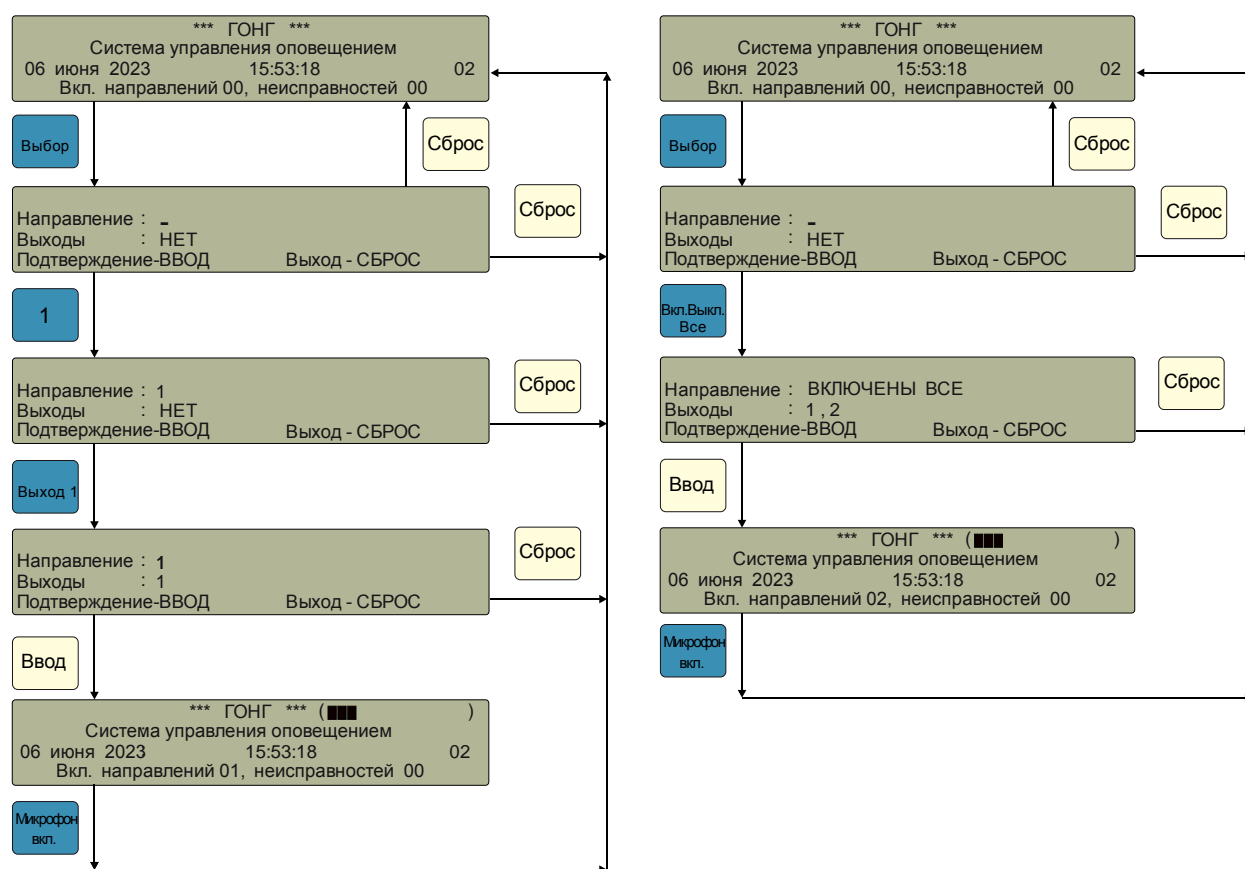 *** ГОНГ ***
Система управления оповещением
06 июня 2023 15:53:18 02
Вкл. направлений 00, неисправностей 00
Выбор
Сброс
Направление : -
Выходы : НЕТ
Подтверждение-ВВОД Выход - СБРОС
Сброс
1
Направление : 1
Выходы : НЕТ
Подтверждение-ВВОД Выход - СБРОС
Сброс
Выход 1
Направление : 1
Выходы : 1
Подтверждение-ВВОД Выход - СБРОС
Сброс
Ввод
*** ГОНГ *** (■■■ )
Система управления оповещением
06 июня 2023 15:53:18 02
Вкл. направлений 01, неисправностей 00
Микрофон
вкл.
*** ГОНГ ***
Система управления оповещением
06 июня 2023 15:53:18 02
Вкл. направлений 00, неисправностей 00
Выбор
Сброс
Направление : -
Выходы : НЕТ
Подтверждение-ВВОД Выход - СБРОС
Сброс
Вкл.Выкл.
Все
Направление : ВКЛЮЧЕНЫ ВСЕ
Выходы : 1 , 2
Подтверждение-ВВОД Выход - СБРОС
Сброс
Ввод
*** ГОНГ *** (■■■ )
Система управления оповещением
06 июня 2023 15:53:18 02
Вкл. направлений 02, неисправностей 00
Микрофон
вкл.